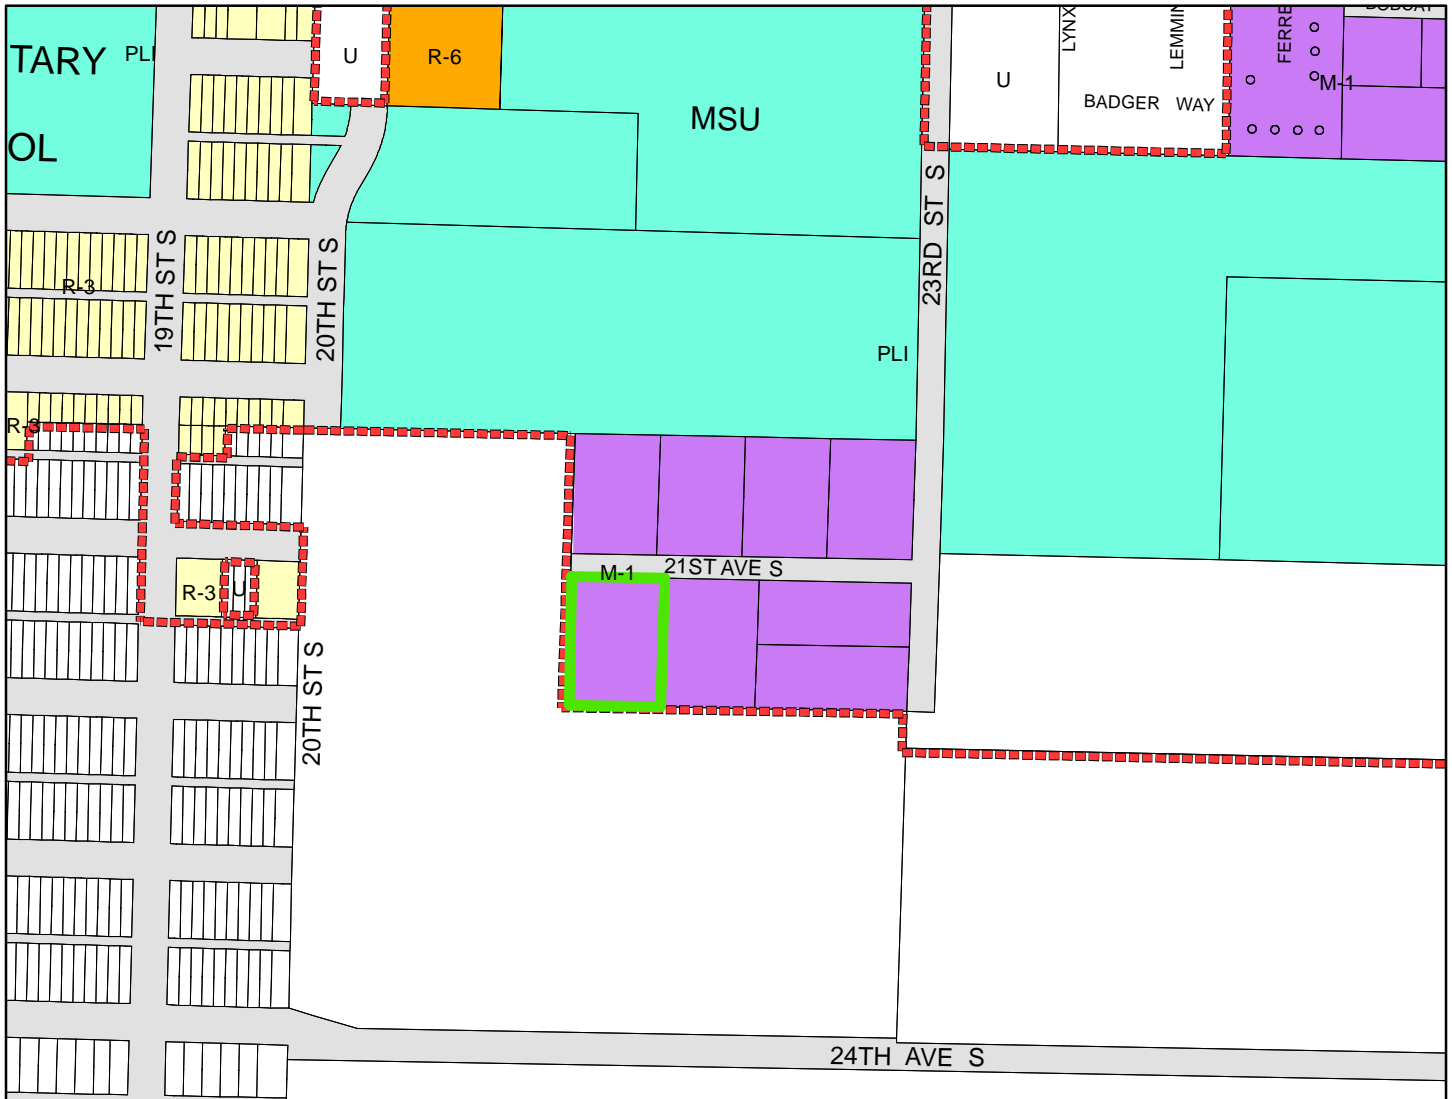 TARY
PLI
OL
U
R-6
MSU
U
LYNX
LEMMIN
BADGER WAY
FERRE
M-1
19TH ST S
20TH ST S
23RD ST S
R-3
PLI
R-3
M-1
21ST AVE S
R-3
U
20TH ST S
24TH AVE S